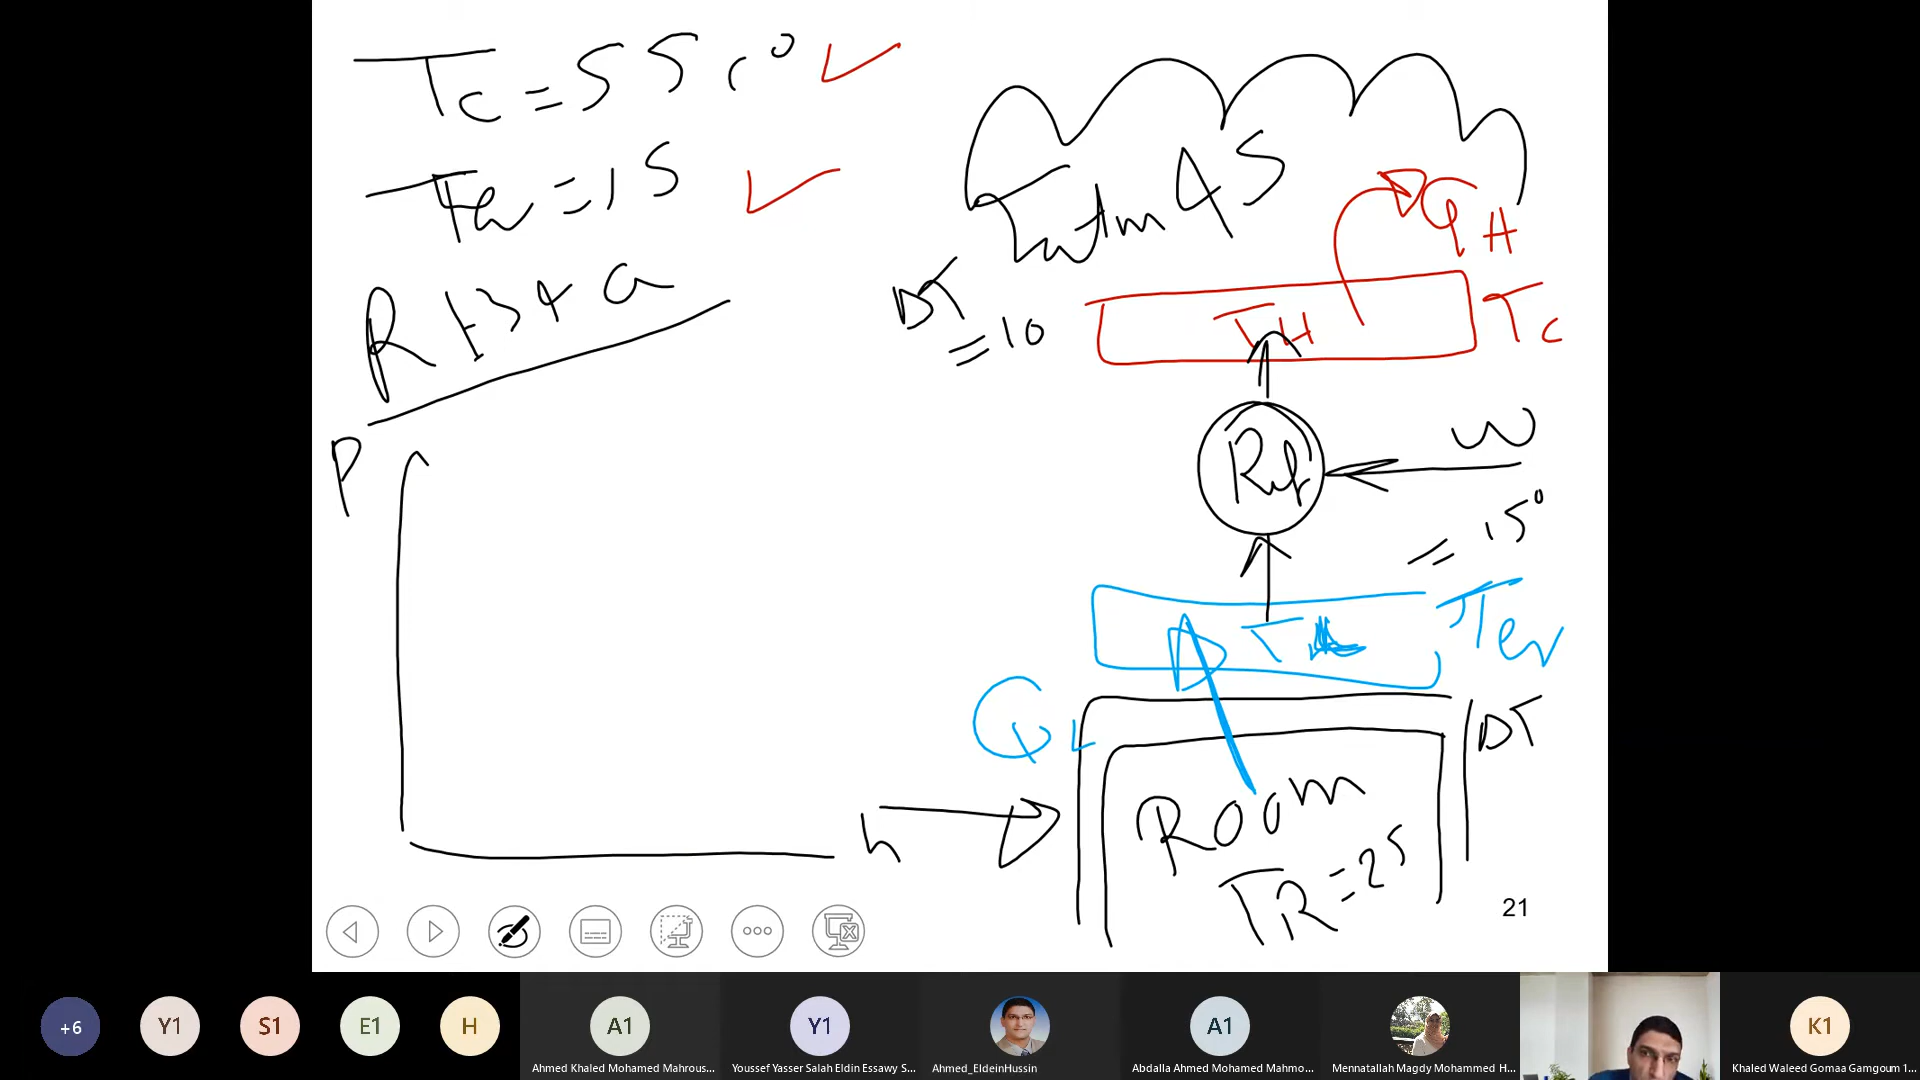 Tc = 55 c°
Tev = 15
R 134 a
P
h
Tatm 45
QH
DT
= 10
TH
Tc
Ref
W
= 15°
Tev
QL
DT
ROOM
TR = 25
21
+6
Y1
S1
E1
H
A1
Y1
A1
K1
Ahmed Khaled Mohamed Mahrous...
Youssef Yasser Salah Eldin Essawy S...
Ahmed_EldeinHussin
Abdalla Ahmed Mohamed Mahmo...
Mennatallah Magdy Mohammed H...
Khaled Waleed Gomaa Gamgoum 1...